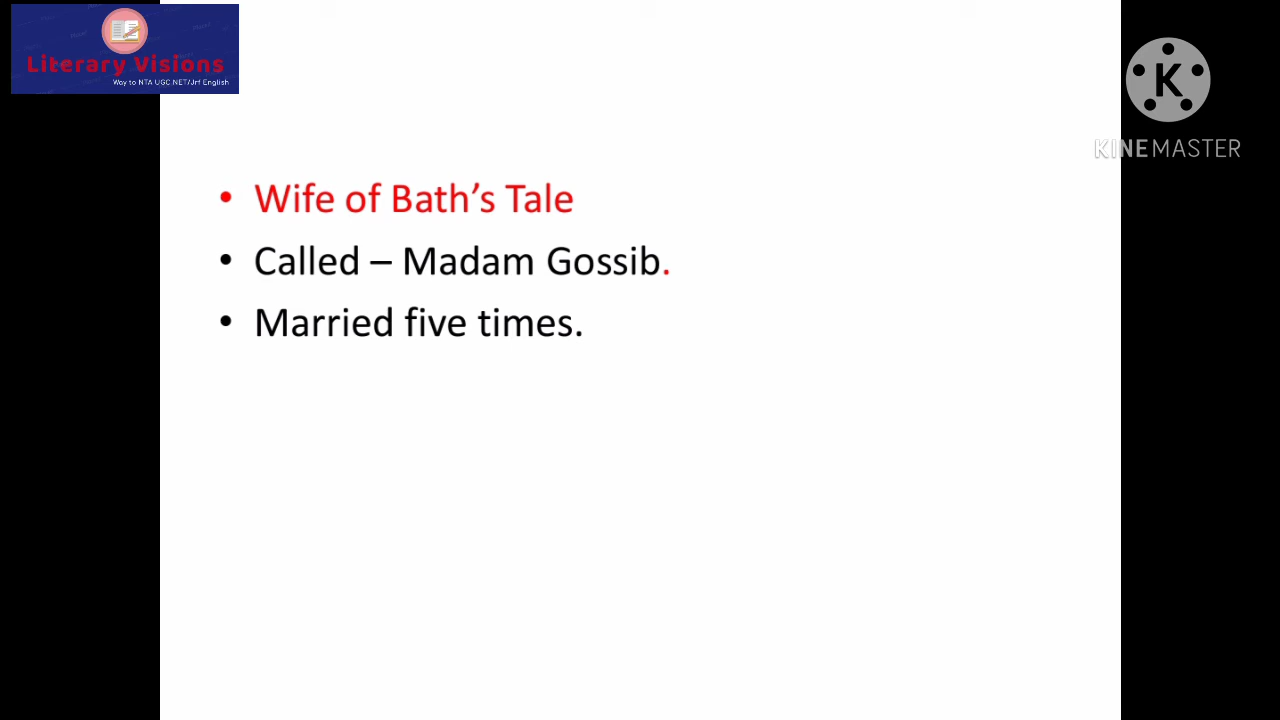 Literary Visions
Way to NTA UGC NET/Jrf English
K
KINEMASTER
• Wife of Bath’s Tale
• Called – Madam Gossib.
• Married five times.